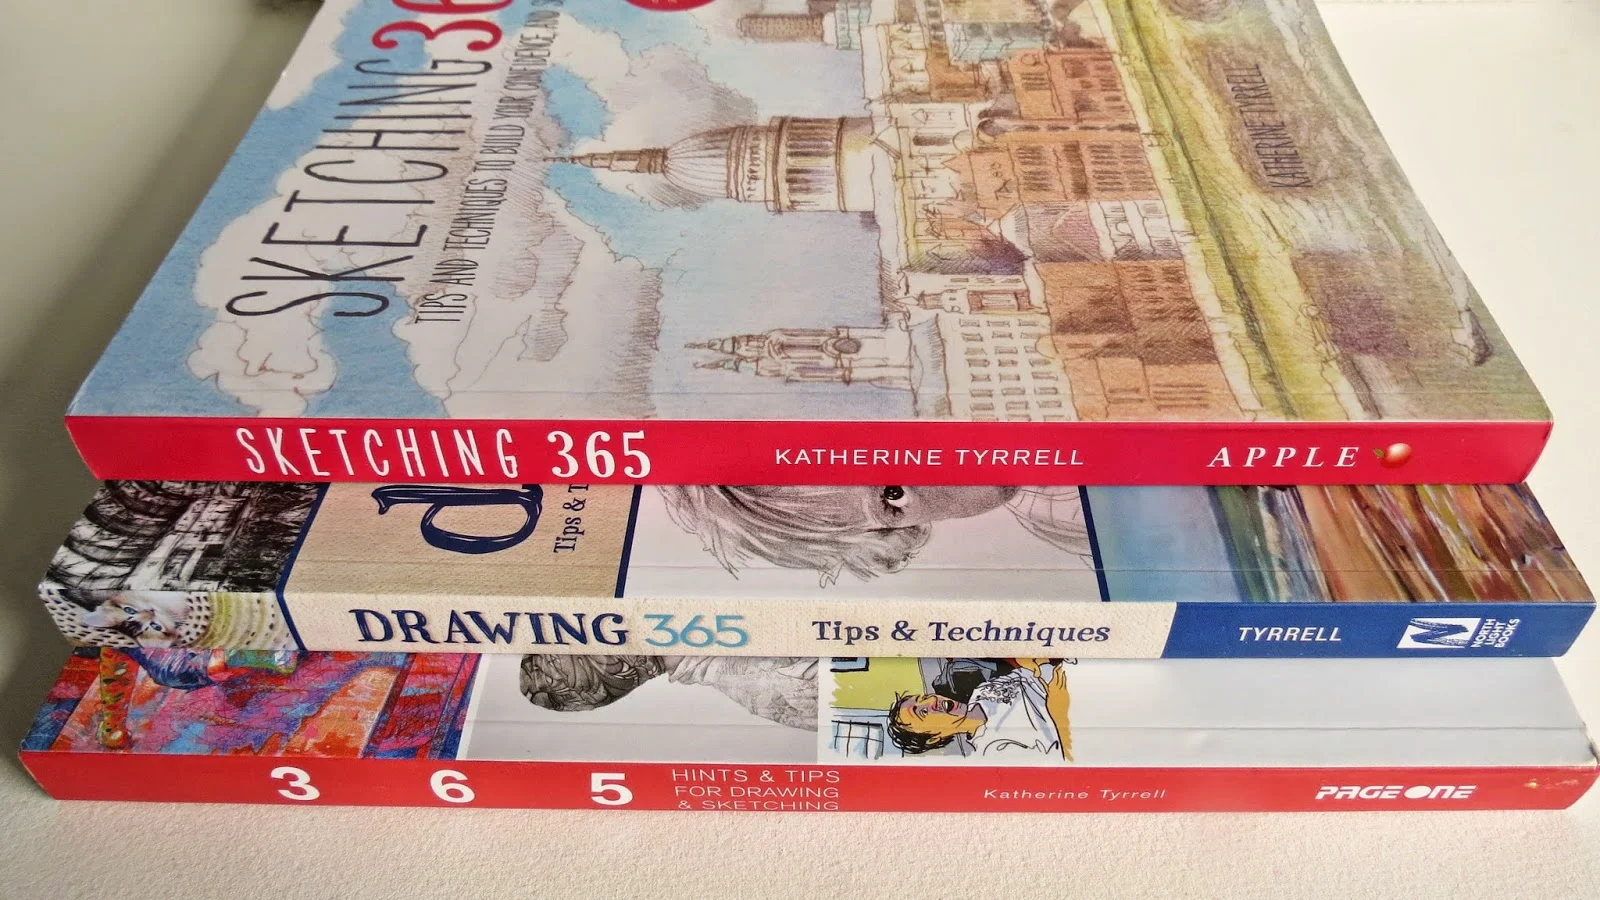 SKETCHING 36
TIPS AND TECHNIQUES TO BUILD YOUR CONFIDENCE AND S
KATHERINE TYRRELL
SKETCHING 365 KATHERINE TYRRELL APPLE
d
Tips & T
DRAWING 365 Tips & Techniques TYRRELL NORTH
LIGHT
BOOKS
3 6 5 HINTS & TIPS
FOR DRAWING
& SKETCHING
Katherine Tyrrell PAGE ONE